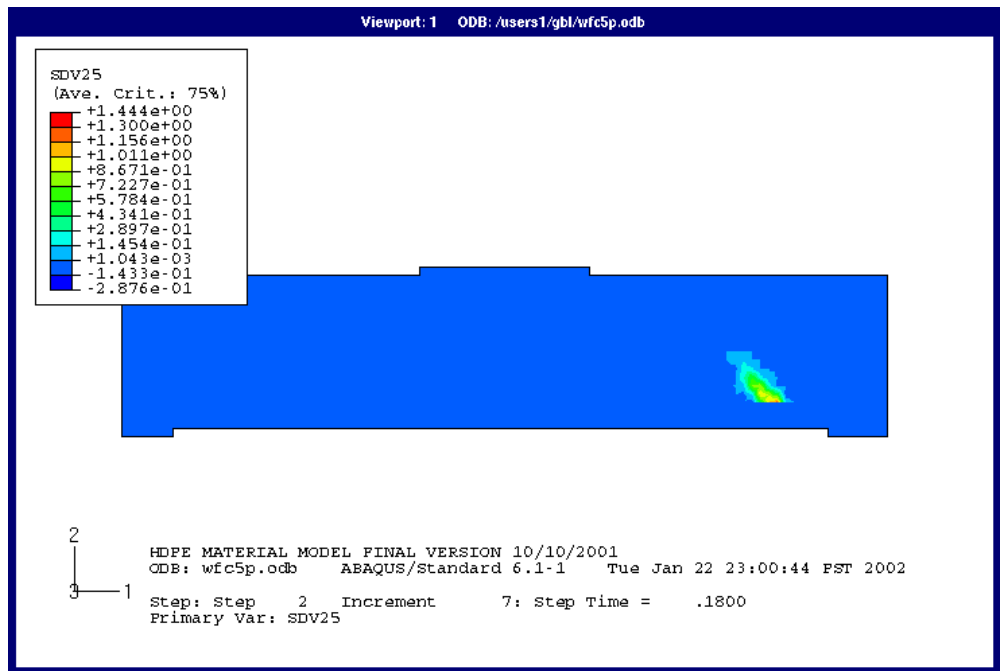 Viewport: 1 ODB: /users1/gbl/wfc5p.odb
SDV25
(Ave. Crit.: 75%)
+1.444e+00
+1.300e+00
+1.156e+00
+1.011e+00
+8.671e-01
+7.227e-01
+5.784e-01
+4.341e-01
+2.897e-01
+1.454e-01
+1.043e-03
-1.433e-01
-2.876e-01
2
3 1
HDPE MATERIAL MODEL FINAL VERSION 10/10/2001
ODB: wfc5p.odb ABAQUS/Standard 6.1-1 Tue Jan 22 23:00:44 PST 2002
Step: Step 2 Increment 7: Step Time = .1800
Primary Var: SDV25